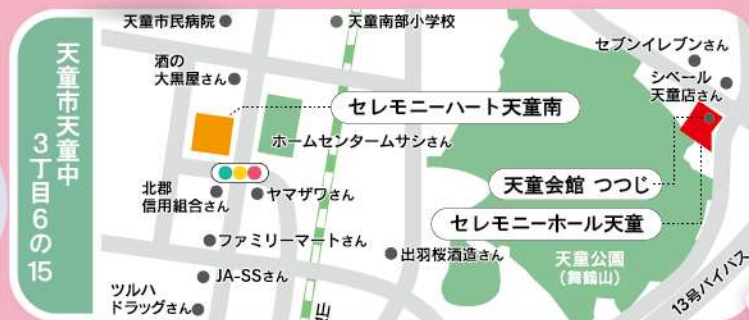 天童市天童中
3丁目6の15
天童市民病院
天童南部小学校
酒の
大黒屋さん
セブンイレブンさん
シベール
天童店さん
セレモニーハート天童南
ホームセンタームサシさん
天童会館 つつじ
セレモニーホール天童
北郡
信用組合さん
ヤマザワさん
ファミリーマートさん
出羽桜酒造さん
天童公園
(舞鶴山)
JA-SSさん
ツルハ
ドラッグさん
13号バイパス